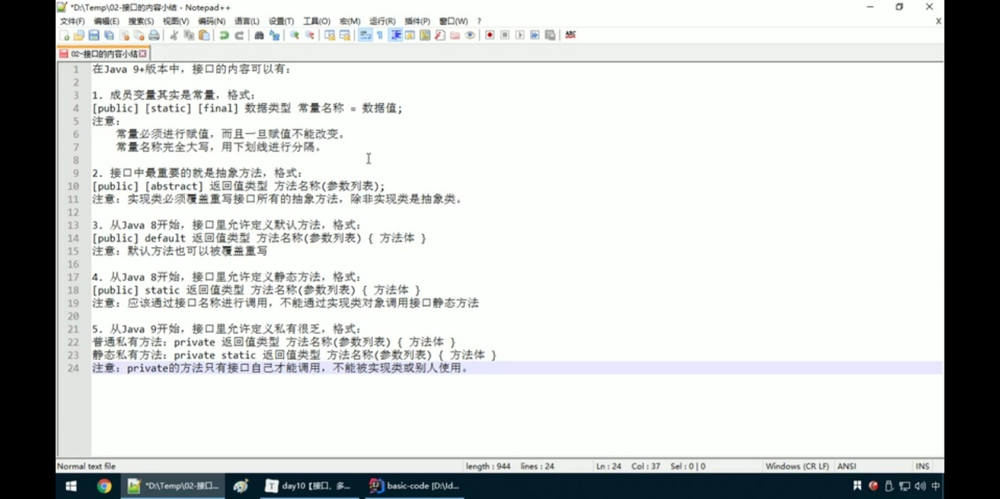 *D:\Temp\02-接口的内容小结 - Notepad++
文件(F) 编辑(E) 搜索(S) 视图(V) 编码(N) 语言(L) 设置(T) 工具(O) 宏(M) 运行(R) 插件(P) 窗口(W) ? X
ABC
02-接口的内容小结
1 在Java 9+版本中，接口的内容可以有：
2
3 1. 成员变量其实是常量，格式：
4 [public] [static] [final] 数据类型 常量名称 = 数据值;
5 注意：
6 常量必须进行赋值，而且一旦赋值不能改变。
7 常量名称完全大写，用下划线进行分隔。
8
9 2. 接口中最重要的就是抽象方法，格式：
10 [public] [abstract] 返回值类型 方法名称(参数列表);
11 注意：实现类必须覆盖重写接口所有的抽象方法，除非实现类是抽象类。
12
13 3. 从Java 8开始，接口里允许定义默认方法，格式：
14 [public] default 返回值类型 方法名称(参数列表) { 方法体 }
15 注意：默认方法也可以被覆盖重写
16
17 4. 从Java 8开始，接口里允许定义静态方法，格式：
18 [public] static 返回值类型 方法名称(参数列表) { 方法体 }
19 注意：应该通过接口名称进行调用，不能通过实现类对象调用接口静态方法
20
21 5. 从Java 9开始，接口里允许定义私有很乏，格式：
22 普通私有方法：private 返回值类型 方法名称(参数列表) { 方法体 }
23 静态私有方法：private static 返回值类型 方法名称(参数列表) { 方法体 }
24 注意：private的方法只有接口自己才能调用，不能被实现类或别人使用。
Normal text file length : 944 lines : 24 Ln : 24 Col : 37 Sel : 0 | 0 Windows (CR LF) ANSI INS
*D:\Temp\02-接口... day10【接口、多... basic-code [D:\Id... 中